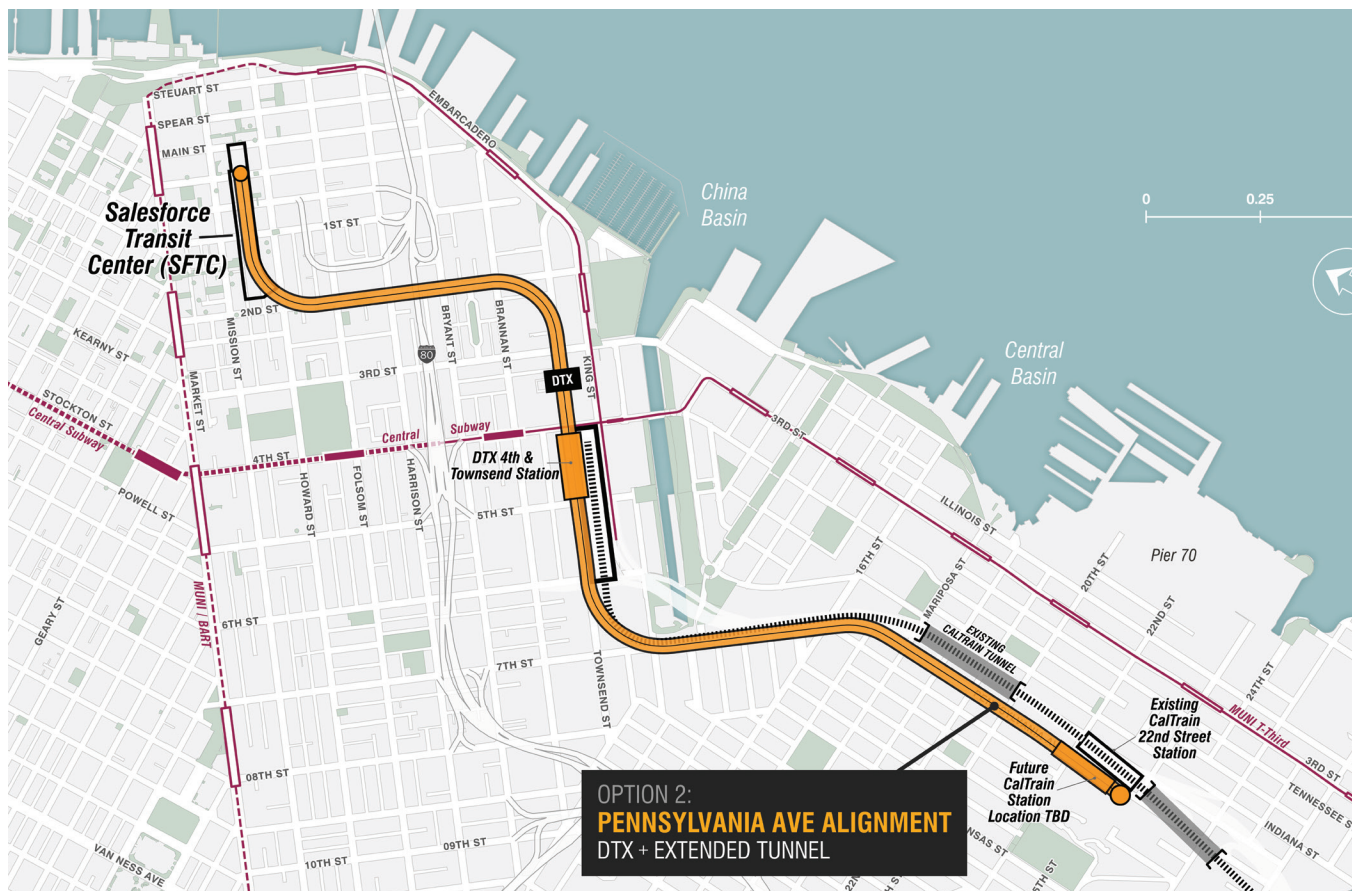 STEUART ST
SPEAR ST
MAIN ST
EMBARCADERO
China
Basin
0
0.25
Salesforce
Transit
Center (SFTC)
1ST ST
2ND ST
MISSION ST
KEARNY ST
MARKET ST
BRYANT ST
BRANNAN ST
80
3RD ST
KING ST
DTX
Central
Basin
STOCKTON ST
Central Subway
4TH ST
Central
Subway
3RD ST
DTX 4th &
Townsend Station
POWELL ST
HOWARD ST
FOLSOM ST
HARRISON ST
5TH ST
ILLINOIS ST
16TH ST
MARIPOSA ST
20TH ST
Pier 70
22ND ST
24TH ST
GEARY ST
MUNI / BART
6TH ST
7TH ST
TOWNSEND ST
EXISTING
CALTRAIN TUNNEL
Existing
CalTrain
22nd Street
Station
MUNI T-Third
3RD ST
TENNESSEE S
INDIANA ST
08TH ST
Future
CalTrain
Station
Location TBD
OPTION 2:
PENNSYLVANIA AVE ALIGNMENT
DTX + EXTENDED TUNNEL
NSAS ST
09TH ST
10TH ST
VAN NESS AVE